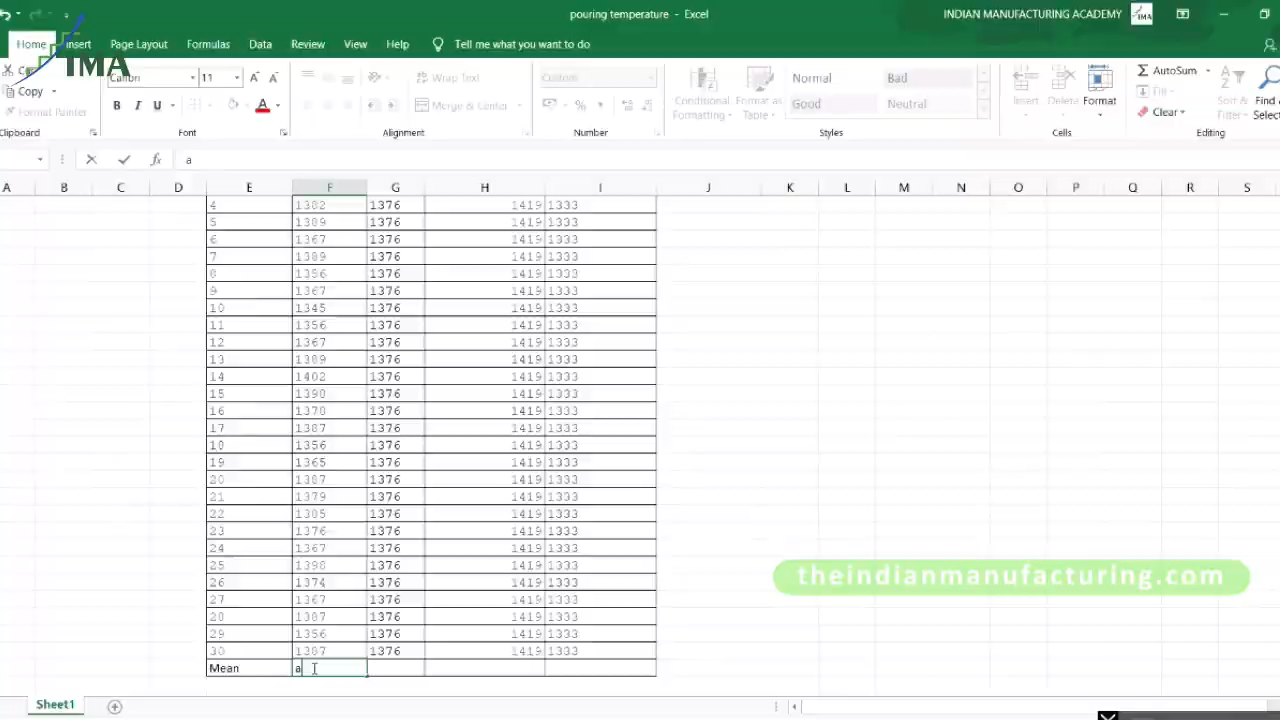 pouring temperature - Excel
INDIAN MANUFACTURING ACADEMY
IMA
Home Insert Page Layout Formulas Data Review View Help Tell me what you want to do
IMA
Calibri 11 Wrap Text Custom Normal Bad AutoSum
Copy Fill
Format Painter B I U A Merge & Center % Conditional Formatting Format as Table Good Neutral Insert Delete Format Clear Sort & Filter Find & Select
Clipboard Font Alignment Number Styles Cells Editing
fx a
A B C D E F G H I J K L M N O P Q R S
4 1382 1376 1419 1333
5 1389 1376 1419 1333
6 1367 1376 1419 1333
7 1389 1376 1419 1333
8 1356 1376 1419 1333
9 1367 1376 1419 1333
10 1345 1376 1419 1333
11 1356 1376 1419 1333
12 1367 1376 1419 1333
13 1389 1376 1419 1333
14 1402 1376 1419 1333
15 1398 1376 1419 1333
16 1378 1376 1419 1333
17 1387 1376 1419 1333
18 1356 1376 1419 1333
19 1365 1376 1419 1333
20 1387 1376 1419 1333
21 1379 1376 1419 1333
22 1385 1376 1419 1333
23 1376 1376 1419 1333
24 1367 1376 1419 1333
25 1398 1376 1419 1333
26 1374 1376 1419 1333
27 1367 1376 1419 1333
28 1387 1376 1419 1333
29 1356 1376 1419 1333
30 1387 1376 1419 1333
Mean a
theindianmanufacturing.com
Sheet1